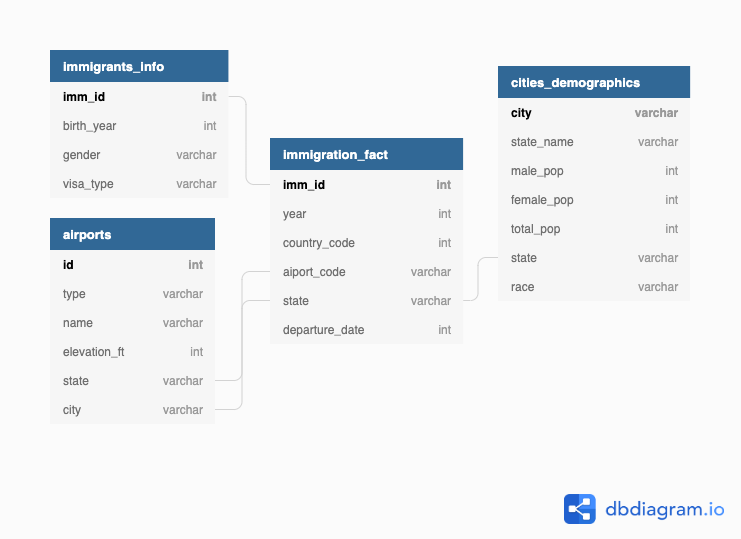 immigrants_info
imm_id int
birth_year int
gender varchar
visa_type varchar
airports
id int
type varchar
name varchar
elevation_ft int
state varchar
city varchar
immigration_fact
imm_id int
year int
country_code int
aiport_code varchar
state varchar
departure_date int
cities_demographics
city varchar
state_name varchar
male_pop int
female_pop int
total_pop int
state varchar
race varchar
dbdiagram.io